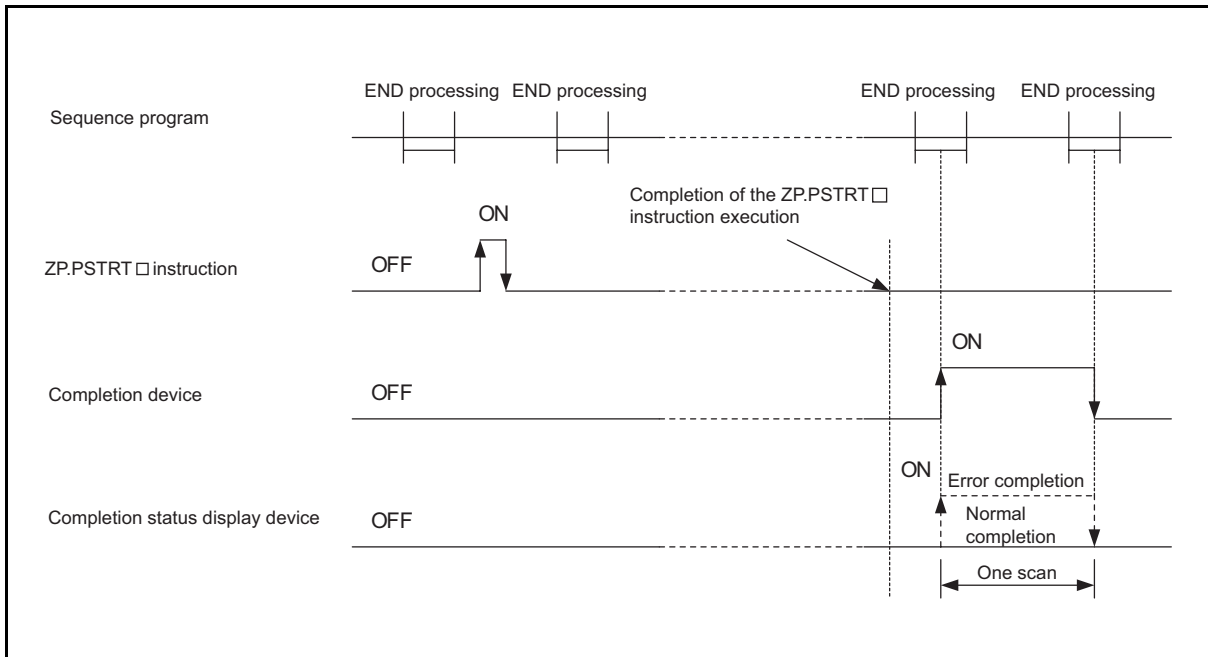 END processing END processing END processing END processing
Sequence program
Completion of the ZP.PSTRT□
instruction execution
ON
ZP.PSTRT□ instruction
OFF
ON
Completion device
OFF
ON
Error completion
Completion status display device
OFF
Normal
completion
One scan